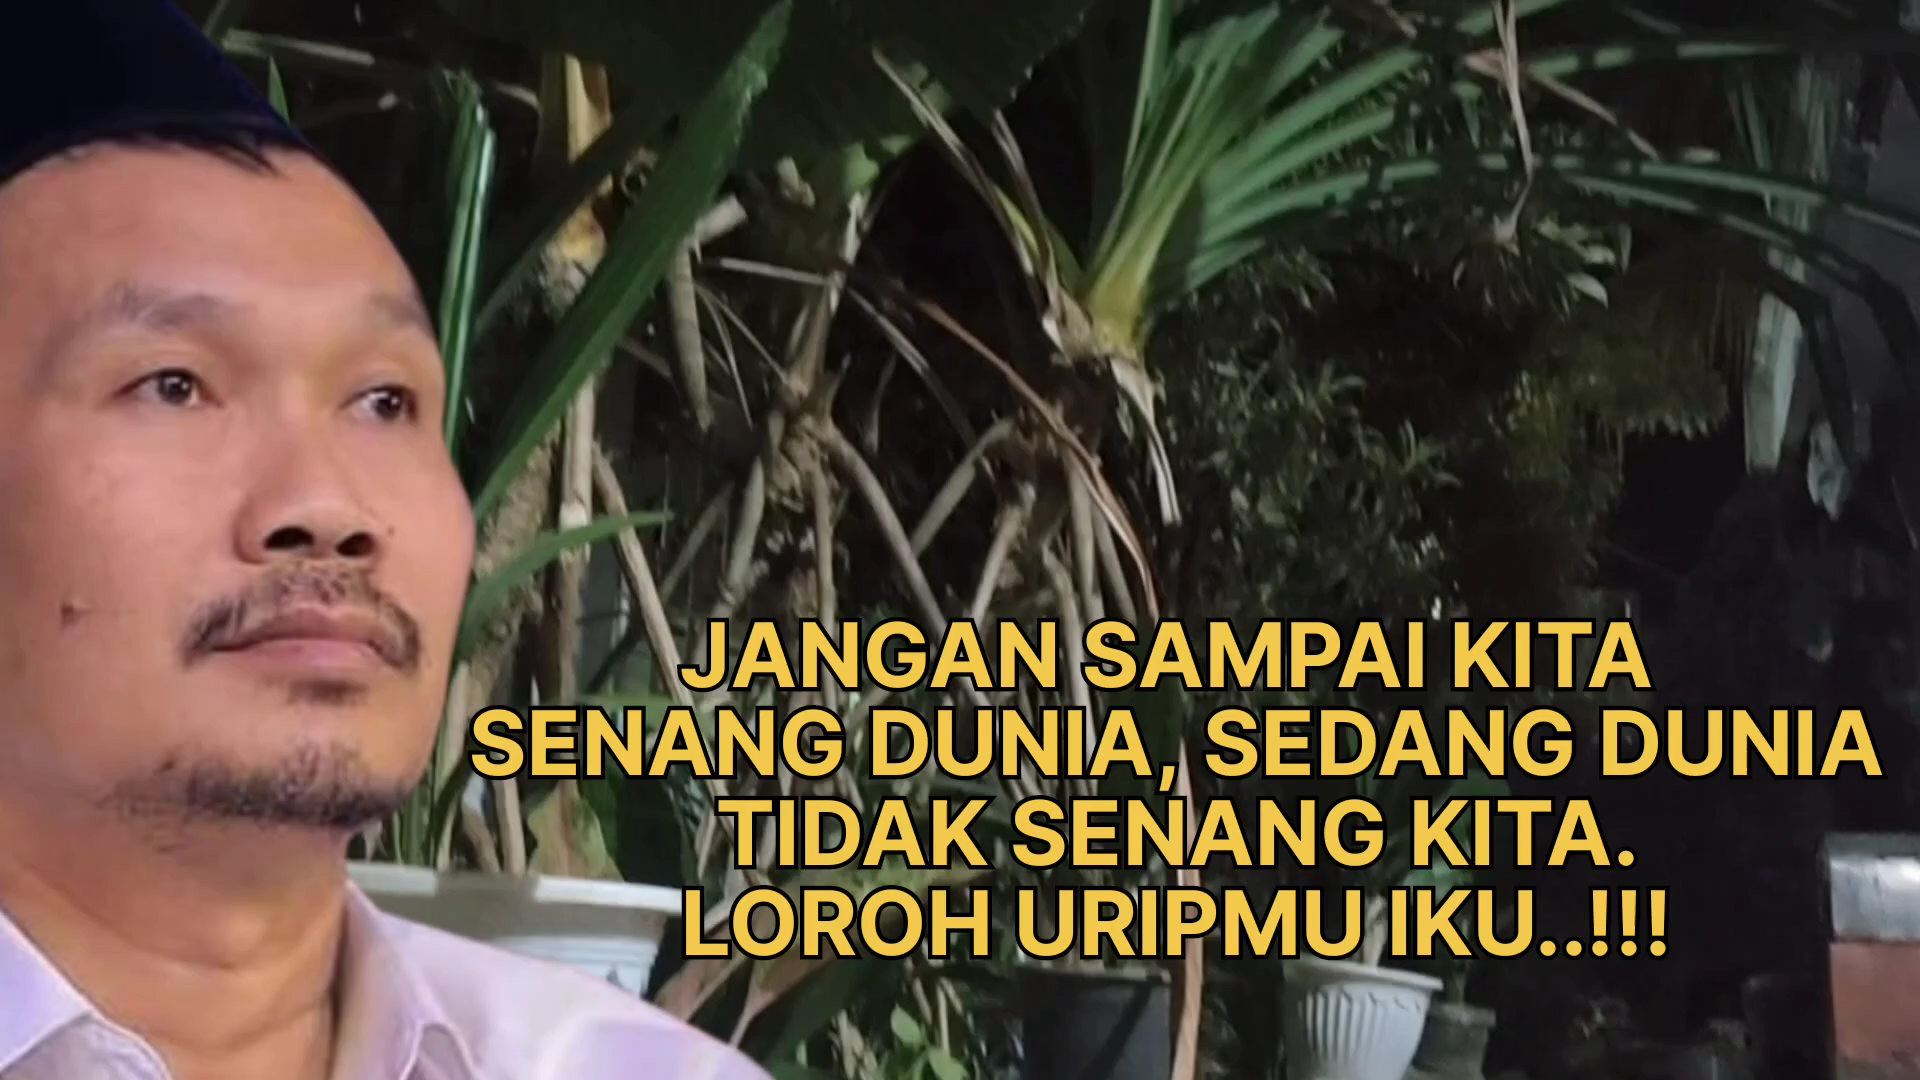 JANGAN SAMPAI KITA
SENANG DUNIA, SEDANG DUNIA
TIDAK SENANG KITA.
LOROH URIPMU IKU..!!!